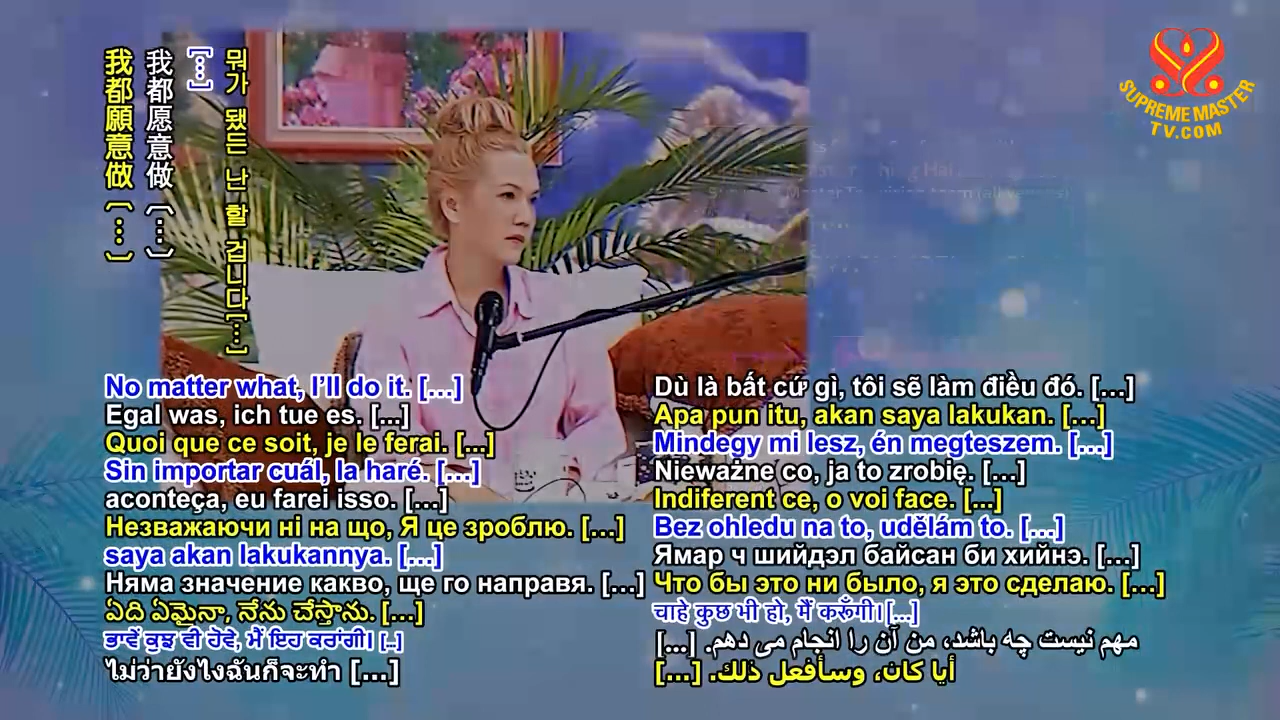 我都願意做 [⋯]
我都愿意做 [⋯]
[⋯]
뭐가 됐든 난 할 겁니다[⋯]
SUPREME MASTER
TV.COM
No matter what, I’ll do it. […]
Egal was, ich tue es. […]
Quoi que ce soit, je le ferai. […]
Sin importar cuál, la haré. […]
aconteça, eu farei isso. […]
Незважаючи ні на що, Я це зроблю. […]
saya akan lakukannya. […]
Няма значение какво, ще го направя. […]
ఏది ఏమైనా, నేను చేస్తాను. […]
ਭਾਵੇਂ ਕੁਝ ਵੀ ਹੋਵੇ, ਮੈਂ ਇਹ ਕਰਾਂਗੀ। […]
ไม่ว่ายังไงฉันก็จะทำ […]
Dù là bất cứ gì, tôi sẽ làm điều đó. […]
Apa pun itu, akan saya lakukan. […]
Mindegy mi lesz, én megteszem. […]
Nieważne co, ja to zrobię. […]
Indiferent ce, o voi face. […]
Bez ohledu na to, udělám to. […]
Ямар ч шийдэл байсан би хийнэ. […]
Что бы это ни было, я это сделаю. […]
चाहे कुछ भी हो, मैं करूँगी। […]
مهم نیست چه باشد، من آن را انجام می دهم. […]
أيا كان، وسأفعل ذلك. […]